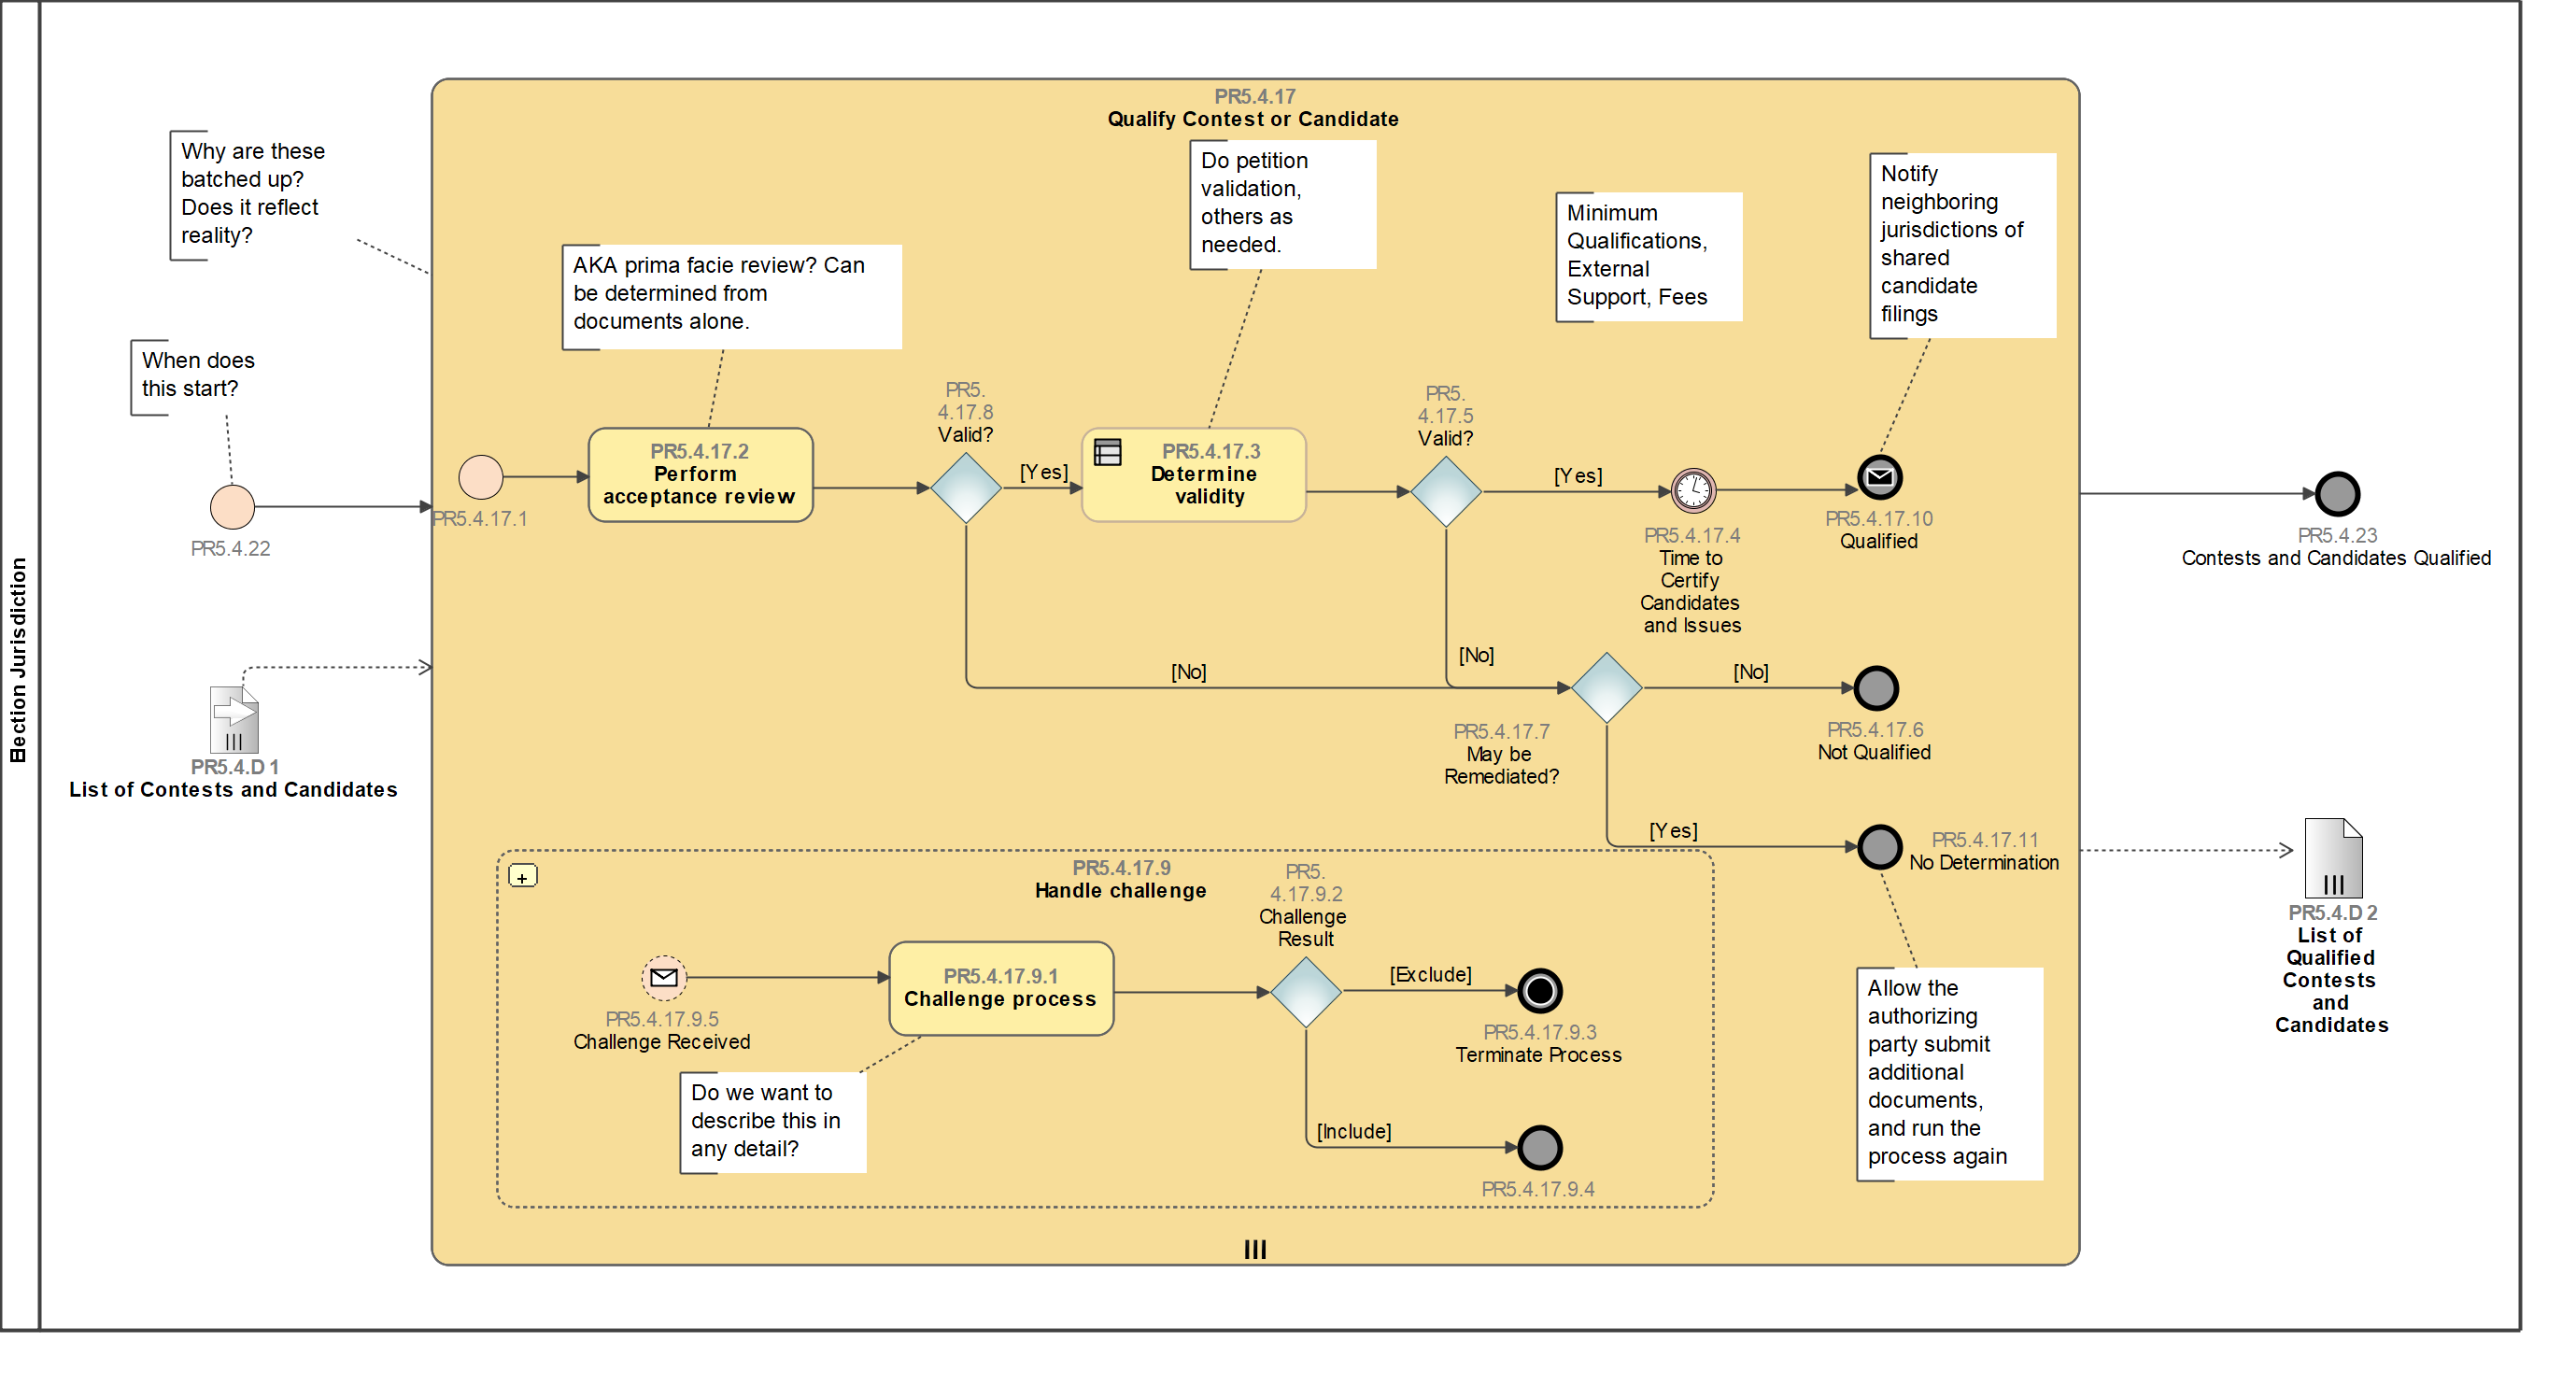 Election Jurisdiction
PR5.4.17
Qualify Contest or Candidate
Why are these
batched up?
Does it reflect
reality?
When does
this start?
PR5.4.22
PR5.4.D 1
List of Contests and Candidates
AKA prima facie review? Can
be determined from
documents alone.
Do petition
validation,
others as
needed.
Minimum
Qualifications,
External
Support, Fees
Notify
neighboring
jurisdictions of
shared
candidate
filings
PR5.4.17.1
PR5.4.17.2
Perform
acceptance review
PR5.
4.17.8
Valid?
[Yes]
PR5.4.17.3
Determine
validity
PR5.
4.17.5
Valid?
[Yes]
PR5.4.17.4
Time to
Certify
Candidates
and Issues
PR5.4.17.10
Qualified
PR5.4.23
Contests and Candidates Qualified
[No]
[No]
PR5.4.17.7
May be
Remediated?
[No]
PR5.4.17.6
Not Qualified
[Yes]
PR5.4.17.11
No Determination
PR5.4.17.9
Handle challenge
PR5.4.17.9.5
Challenge Received
PR5.4.17.9.1
Challenge process
PR5.
4.17.9.2
Challenge
Result
[Exclude]
PR5.4.17.9.3
Terminate Process
[Include]
PR5.4.17.9.4
Do we want to
describe this in
any detail?
Allow the
authorizing
party submit
additional
documents,
and run the
process again
PR5.4.D 2
List of
Qualified
Contests
and
Candidates